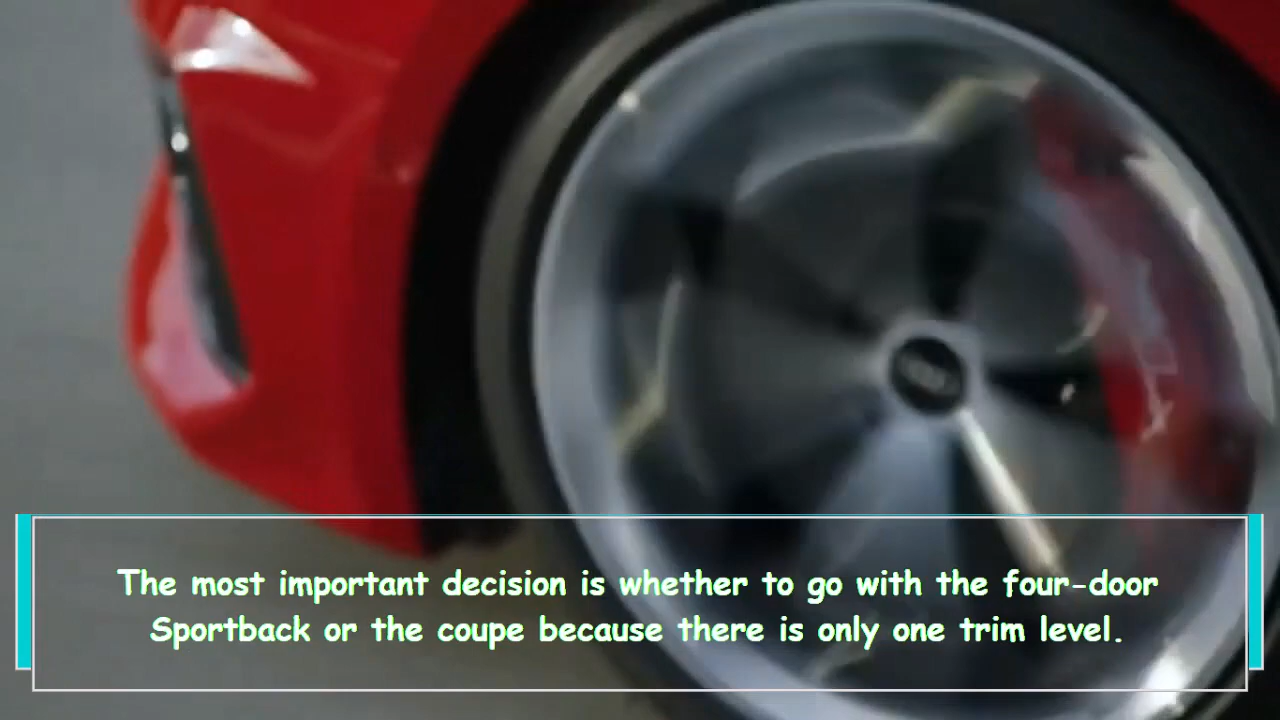 The most important decision is whether to go with the four-door
Sportback or the coupe because there is only one trim level.